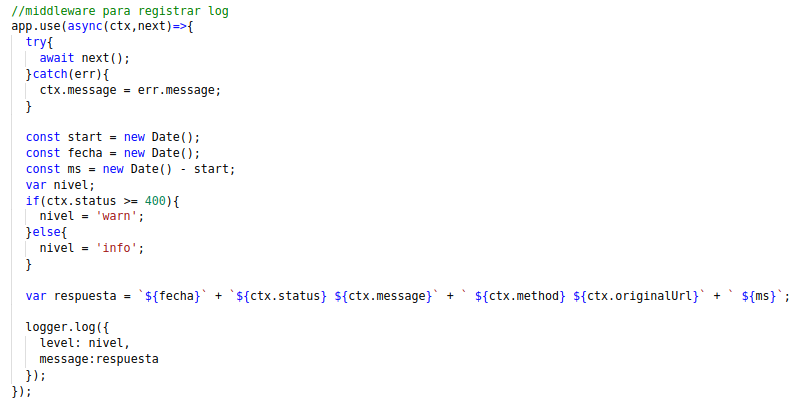 //middleware para registrar log
app.use(async(ctx,next)=>{
  try{
    await next();
  }catch(err){
    ctx.message = err.message;
  }

  const start = new Date();
  const fecha = new Date();
  const ms = new Date() - start;
  var nivel;
  if(ctx.status >= 400){
    nivel = 'warn';
  }else{
    nivel = 'info';
  }

  var respuesta = `${fecha}` + `${ctx.status} ${ctx.message}` + ` ${ctx.method} ${ctx.originalUrl}` + ` ${ms}`;

  logger.log({
    level: nivel,
    message:respuesta
  });
});